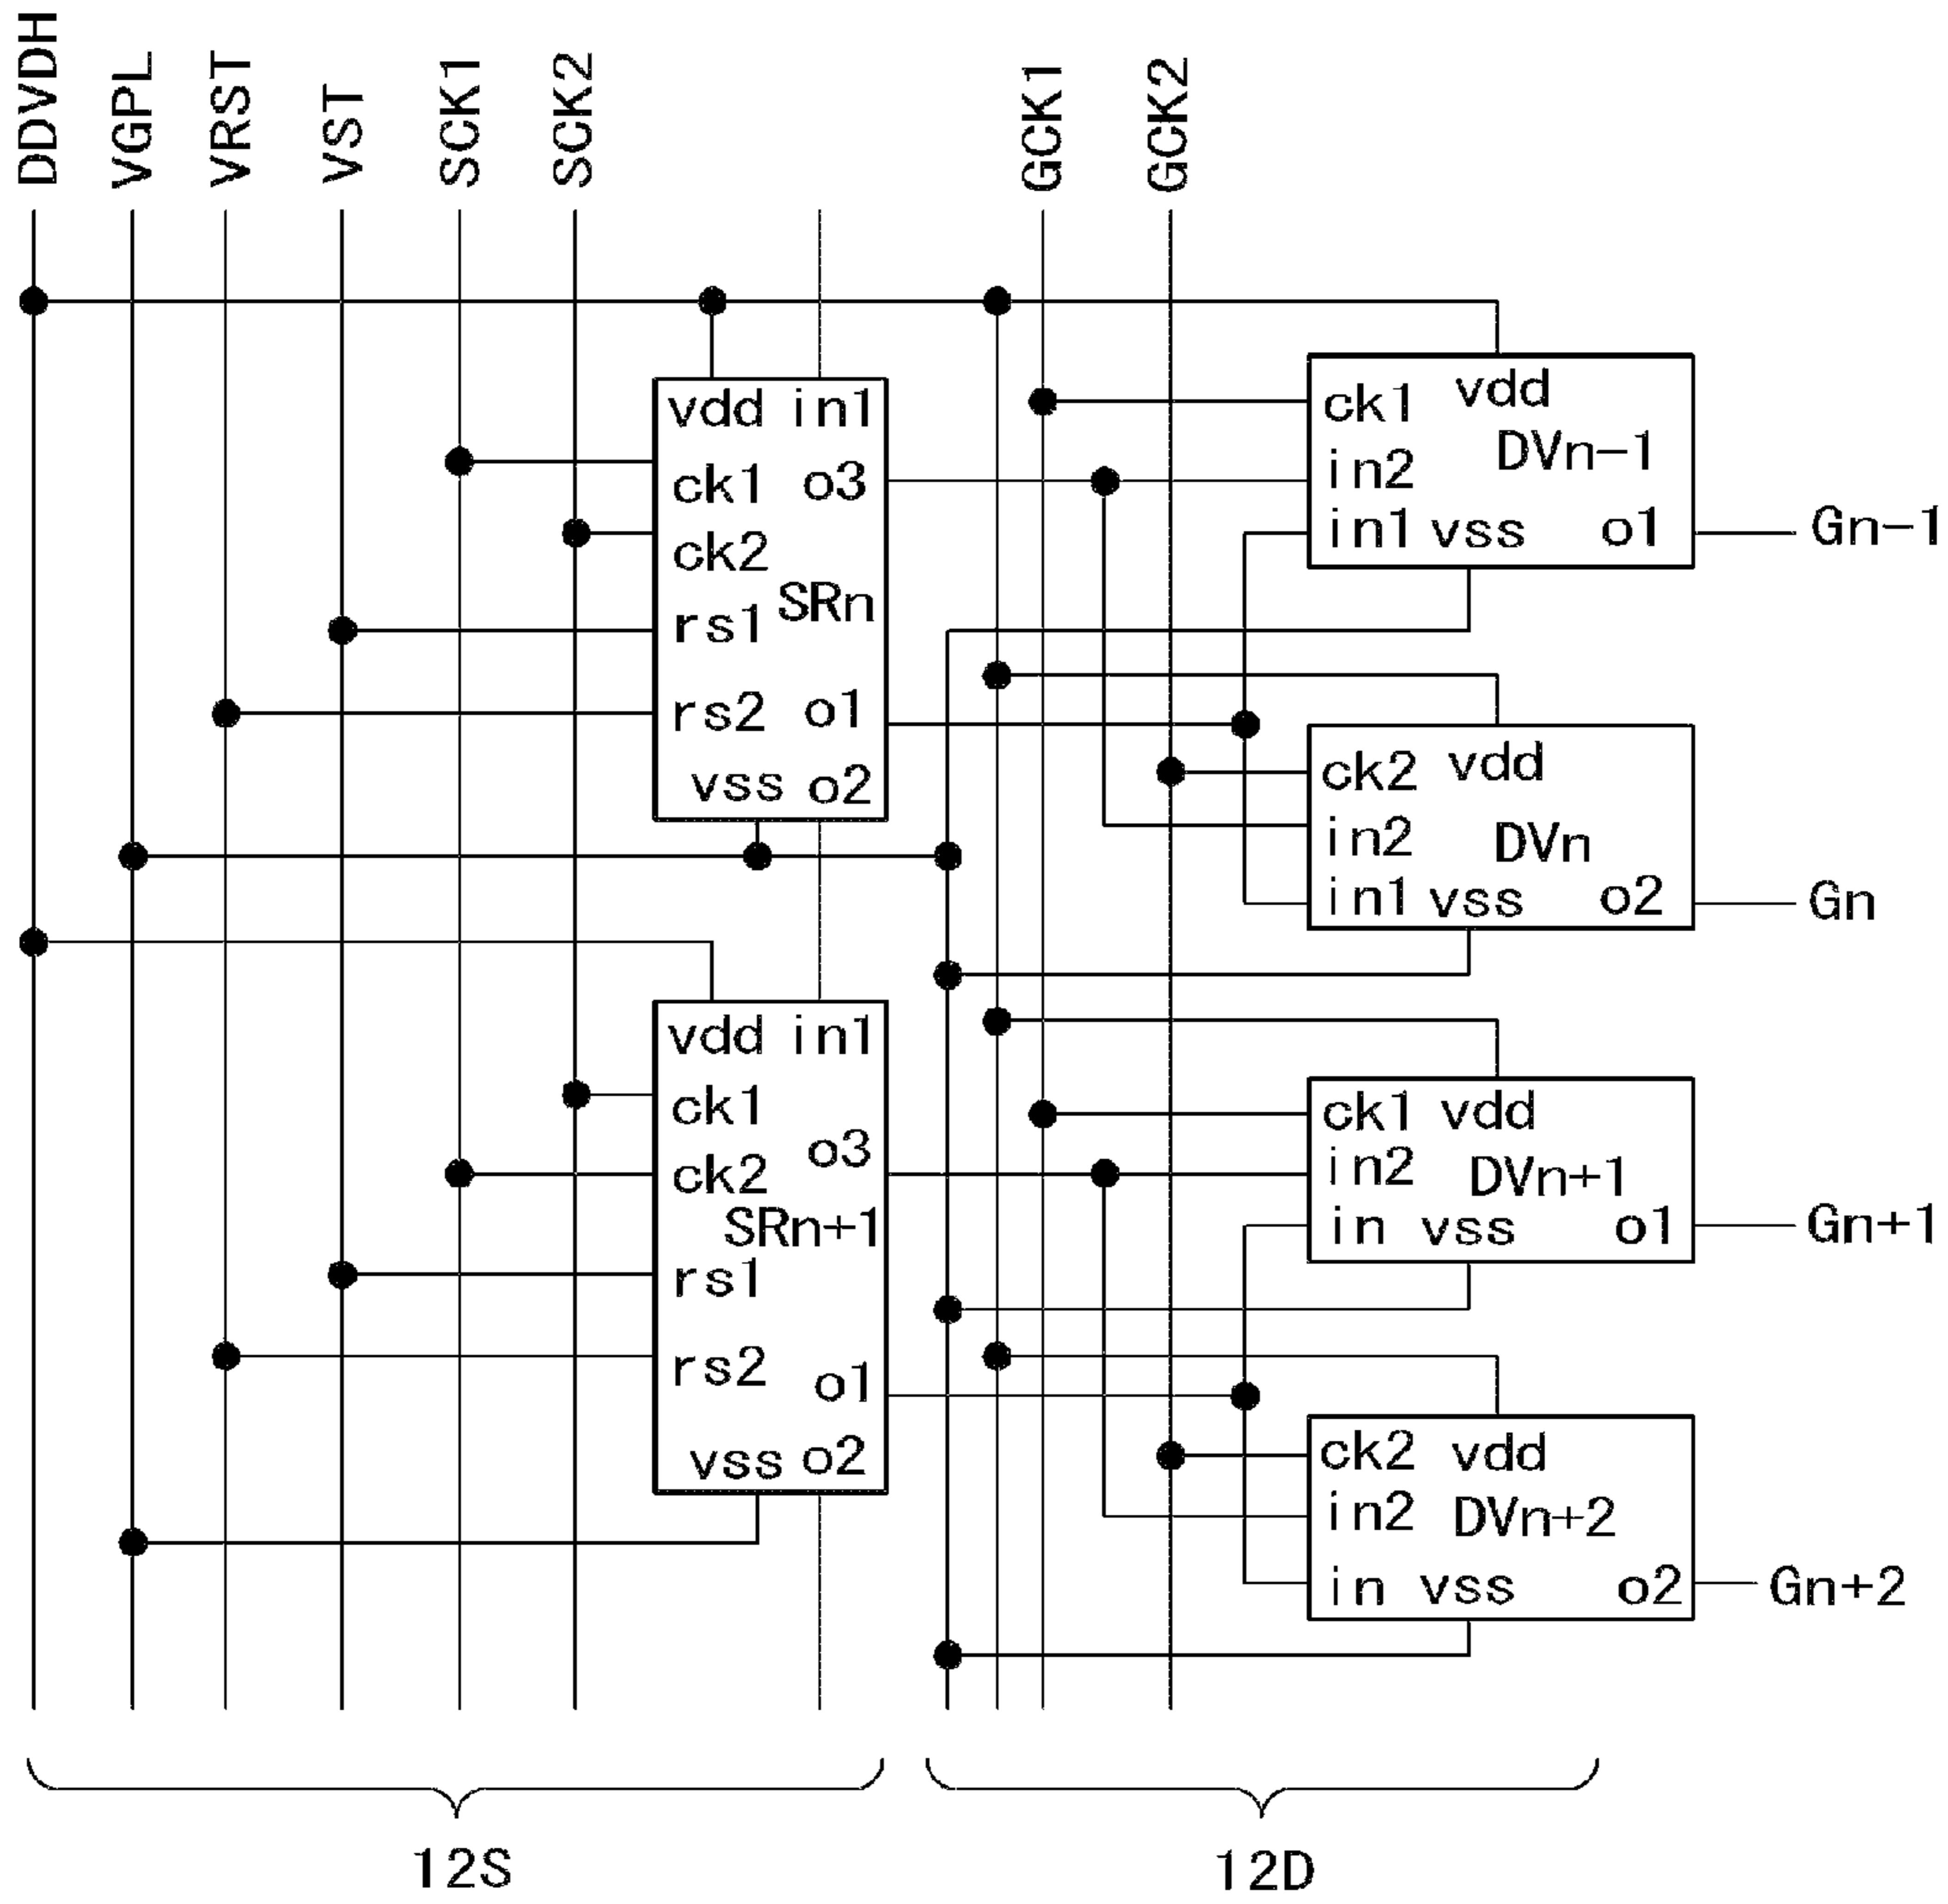 DDVDH
VGPL
VRST
VST
SCK1
SCK2
GCK1
GCK2
vdd in1
ck1 o3
ck2
SRn
rs1
rs2 o1
vss o2
ck1 vdd
DVn-1
in2
in1 vss o1
Gn-1
ck2 vdd
in2 DVn
in1 vss o2
Gn
vdd in1
ck1
o3
ck2
SRn+1
rs1
rs2
o1
vss o2
ck1 vdd
in2 DVn+1
in vss o1
Gn+1
ck2 vdd
in2 DVn+2
in vss o2
Gn+2
12S
12D